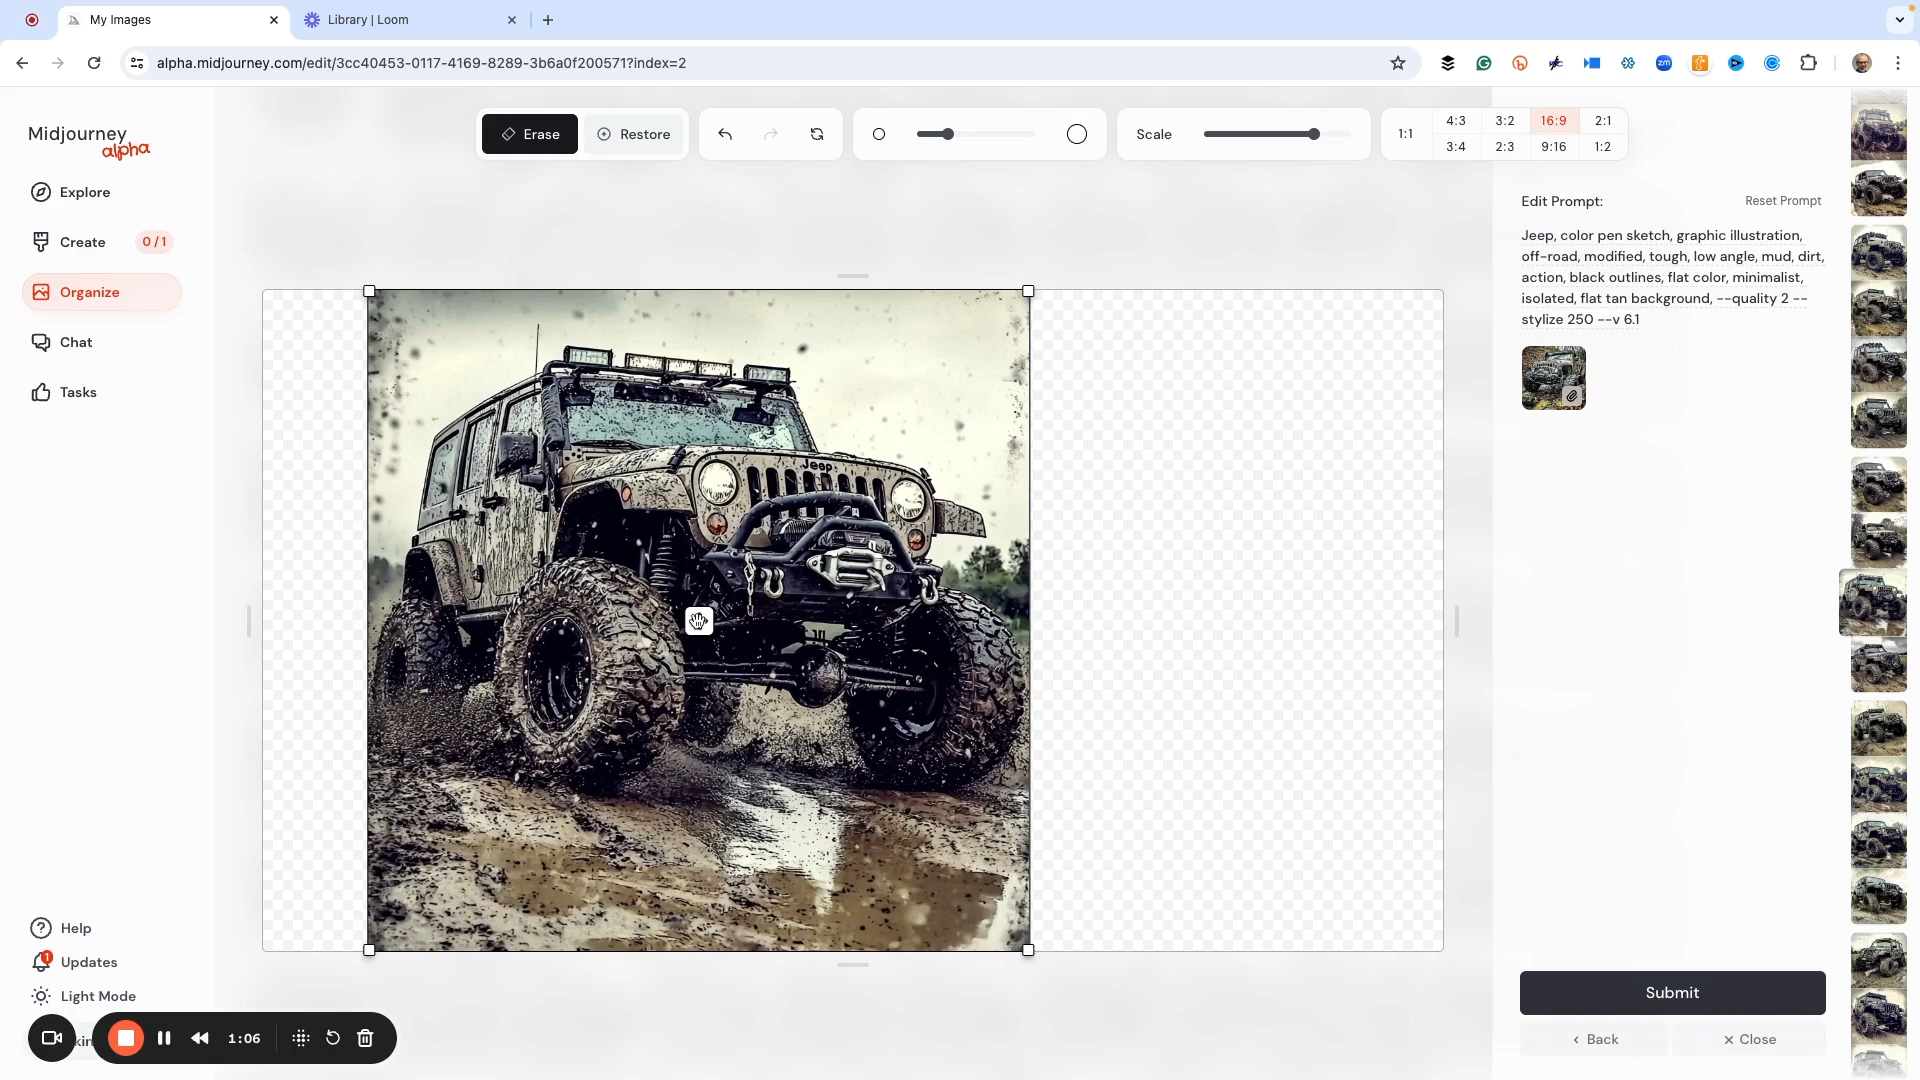 My Images
Library | Loom
alpha.midjourney.com/edit/3cc40453-0117-4169-8289-3b6a0f200571?index=2
Midjourney
alpha
Explore
Create 0 / 1
Organize
Chat
Tasks
Help
Updates 1
Light Mode
1:06
Erase
Restore
Scale
1:1
4:3 3:2 16:9 2:1
3:4 2:3 9:16 1:2
Jeep
Edit Prompt:
Reset Prompt
Jeep, color pen sketch, graphic illustration,
off-road, modified, tough, low angle, mud, dirt,
action, black outlines, flat color, minimalist,
isolated, flat tan background, --quality 2 --
stylize 250 --v 6.1
Submit
Back
Close